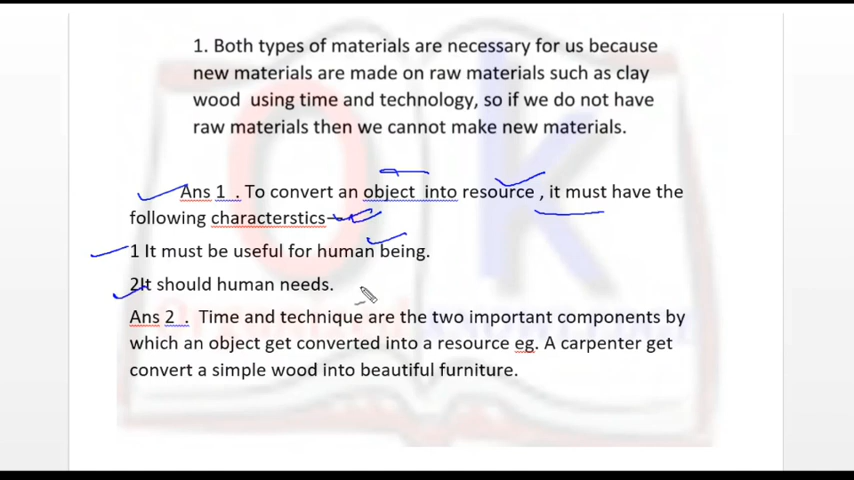 1. Both types of materials are necessary for us because
new materials are made on raw materials such as clay
wood using time and technology, so if we do not have
raw materials then we cannot make new materials.
Ans 1 . To convert an object into resource , it must have the
following characterstics-
1 It must be useful for human being.
2It should human needs.
Ans 2 . Time and technique are the two important components by
which an object get converted into a resource eg. A carpenter get
convert a simple wood into beautiful furniture.